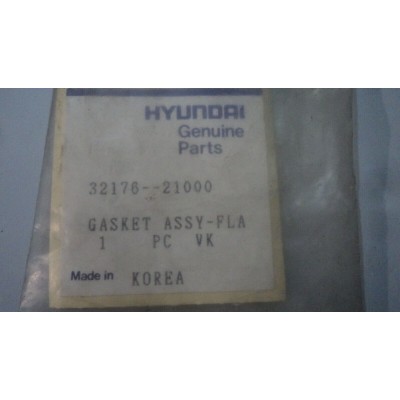 HYUNDAI
Genuine
Parts
32176--21000
GASKET ASSY-FLA
1 PC VK
Made in KOREA